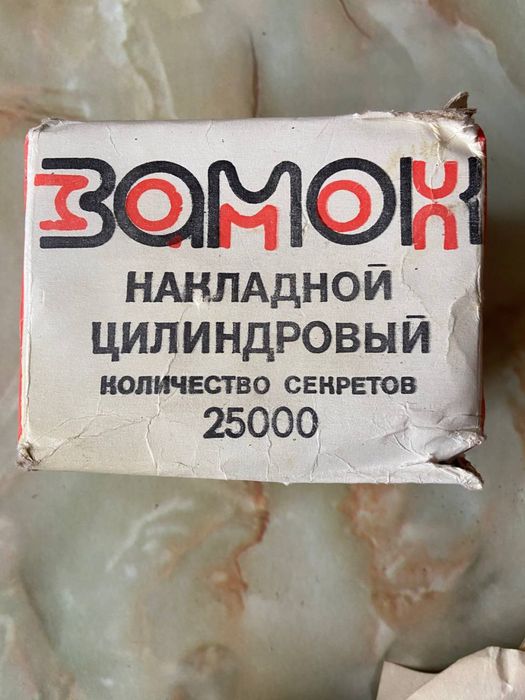 ЗАМОК
НАКЛАДНОЙ
ЦИЛИНДРОВЫЙ
КОЛИЧЕСТВО СЕКРЕТОВ
25000